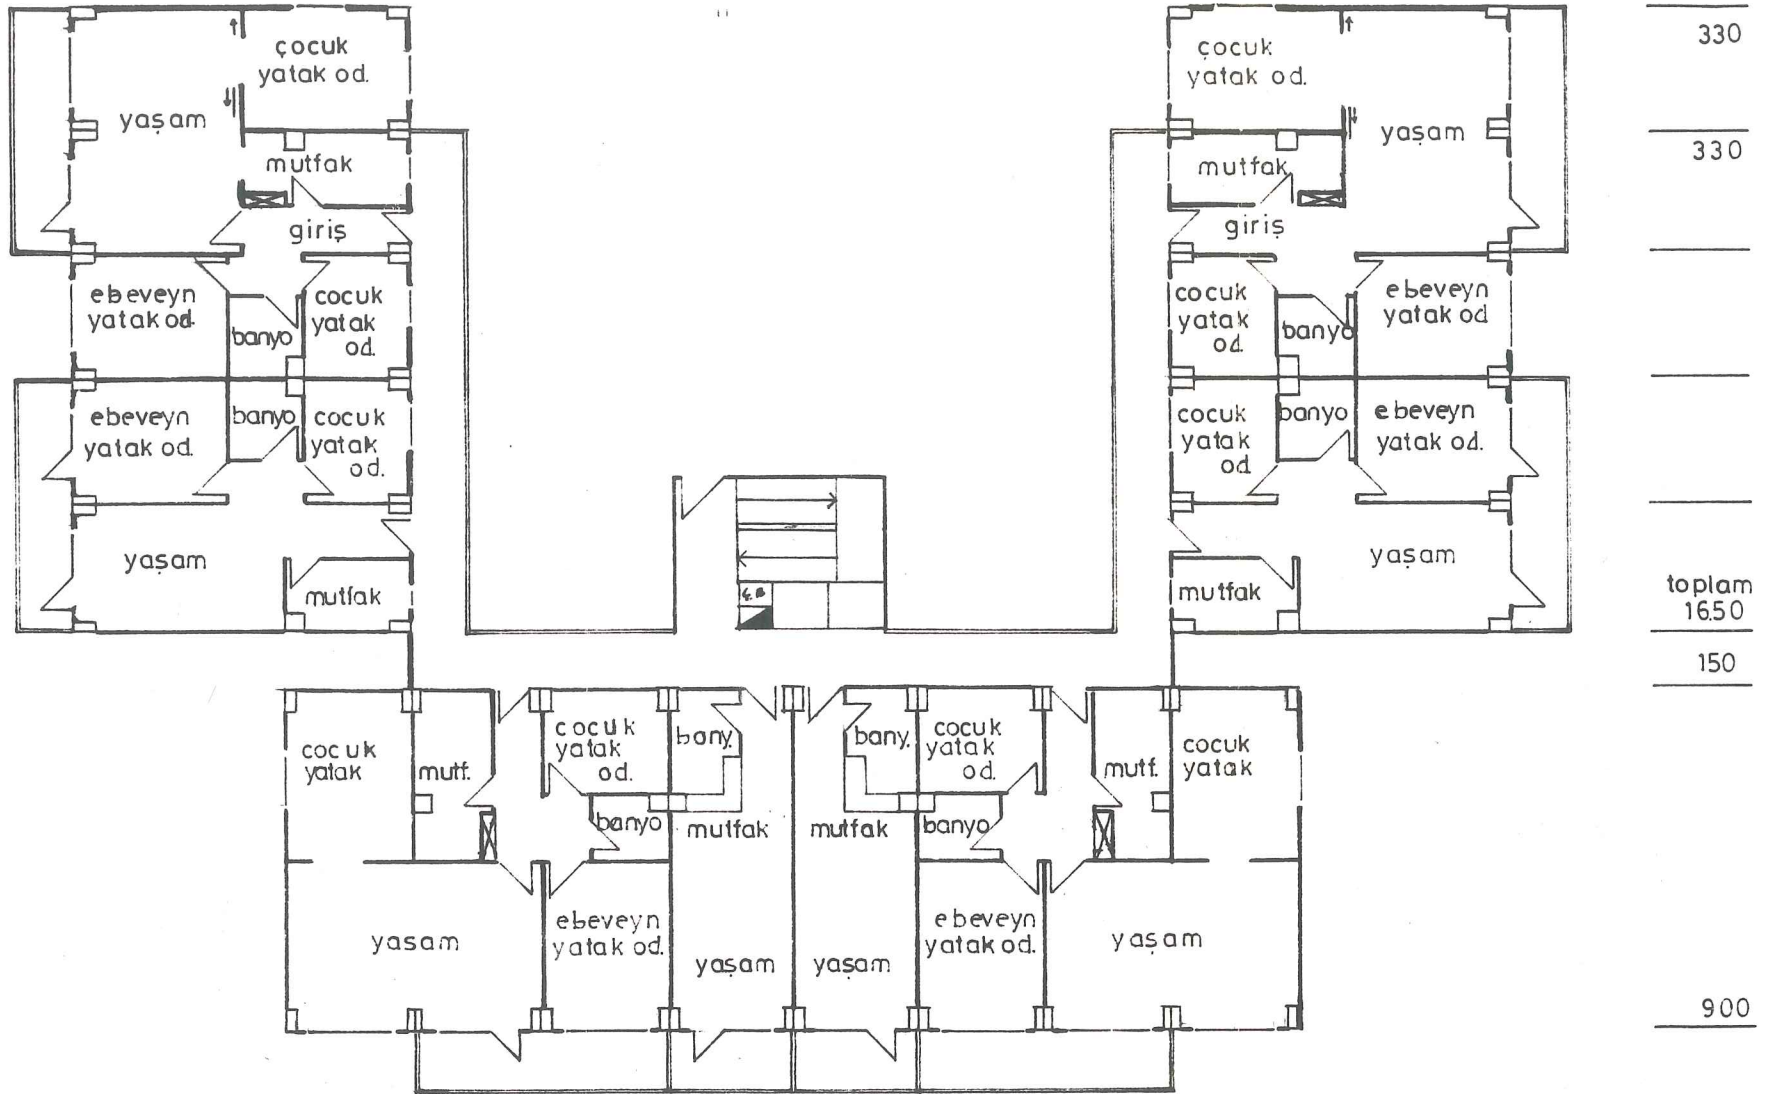 çocuk
yatak od.
yaşam
mutfak
giriş
ebeveyn
yatak od.
banyo
cocuk
yatak
od.
ebeveyn
yatak od.
banyo
cocuk
yatak
od.
yaşam
mutfak
çocuk
yatak od.
yaşam
mutfak
giriş
cocuk
yatak
od.
banyo
ebeveyn
yatak od
cocuk
yatak
od
banyo
ebeveyn
yatak od.
yaşam
mutfak
cocuk
yatak
mutf.
cocuk
yatak
od.
banyo
bany.
mutfak
yasam
ebeveyn
yatak od.
yaşam
bany.
mutfak
yaşam
cocuk
yatak
od.
banyo
mutf.
cocuk
yatak
ebeveyn
yatak od.
yaşam
330
330
toplam
1650
150
900